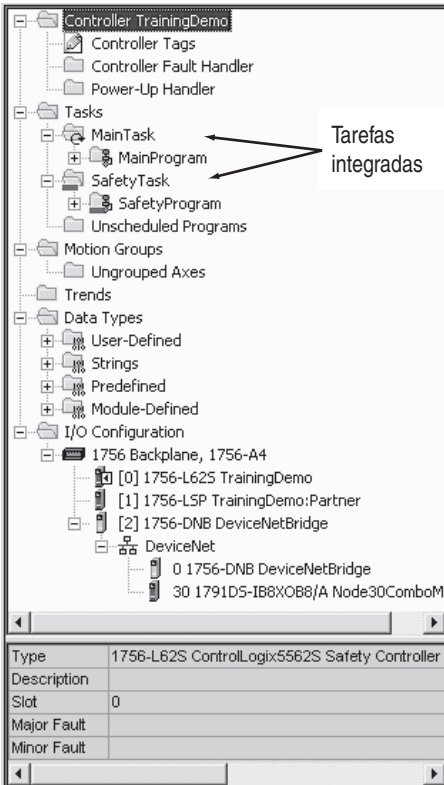 Controller TrainingDemo
Controller Tags
Controller Fault Handler
Power-Up Handler
Tasks
MainTask
MainProgram
SafetyTask
SafetyProgram
Unscheduled Programs
Tarefas
integradas
Motion Groups
Ungrouped Axes
Trends
Data Types
User-Defined
Strings
Predefined
Module-Defined
I/O Configuration
1756 Backplane, 1756-A4
[0] 1756-L62S TrainingDemo
[1] 1756-LSP TrainingDemo:Partner
[2] 1756-DNB DeviceNetBridge
DeviceNet
0 1756-DNB DeviceNetBridge
30 1791DS-IB8XOB8/A Node30ComboM
Type 1756-L62S ControlLogix5562S Safety Controller
Description
Slot 0
Major Fault
Minor Fault